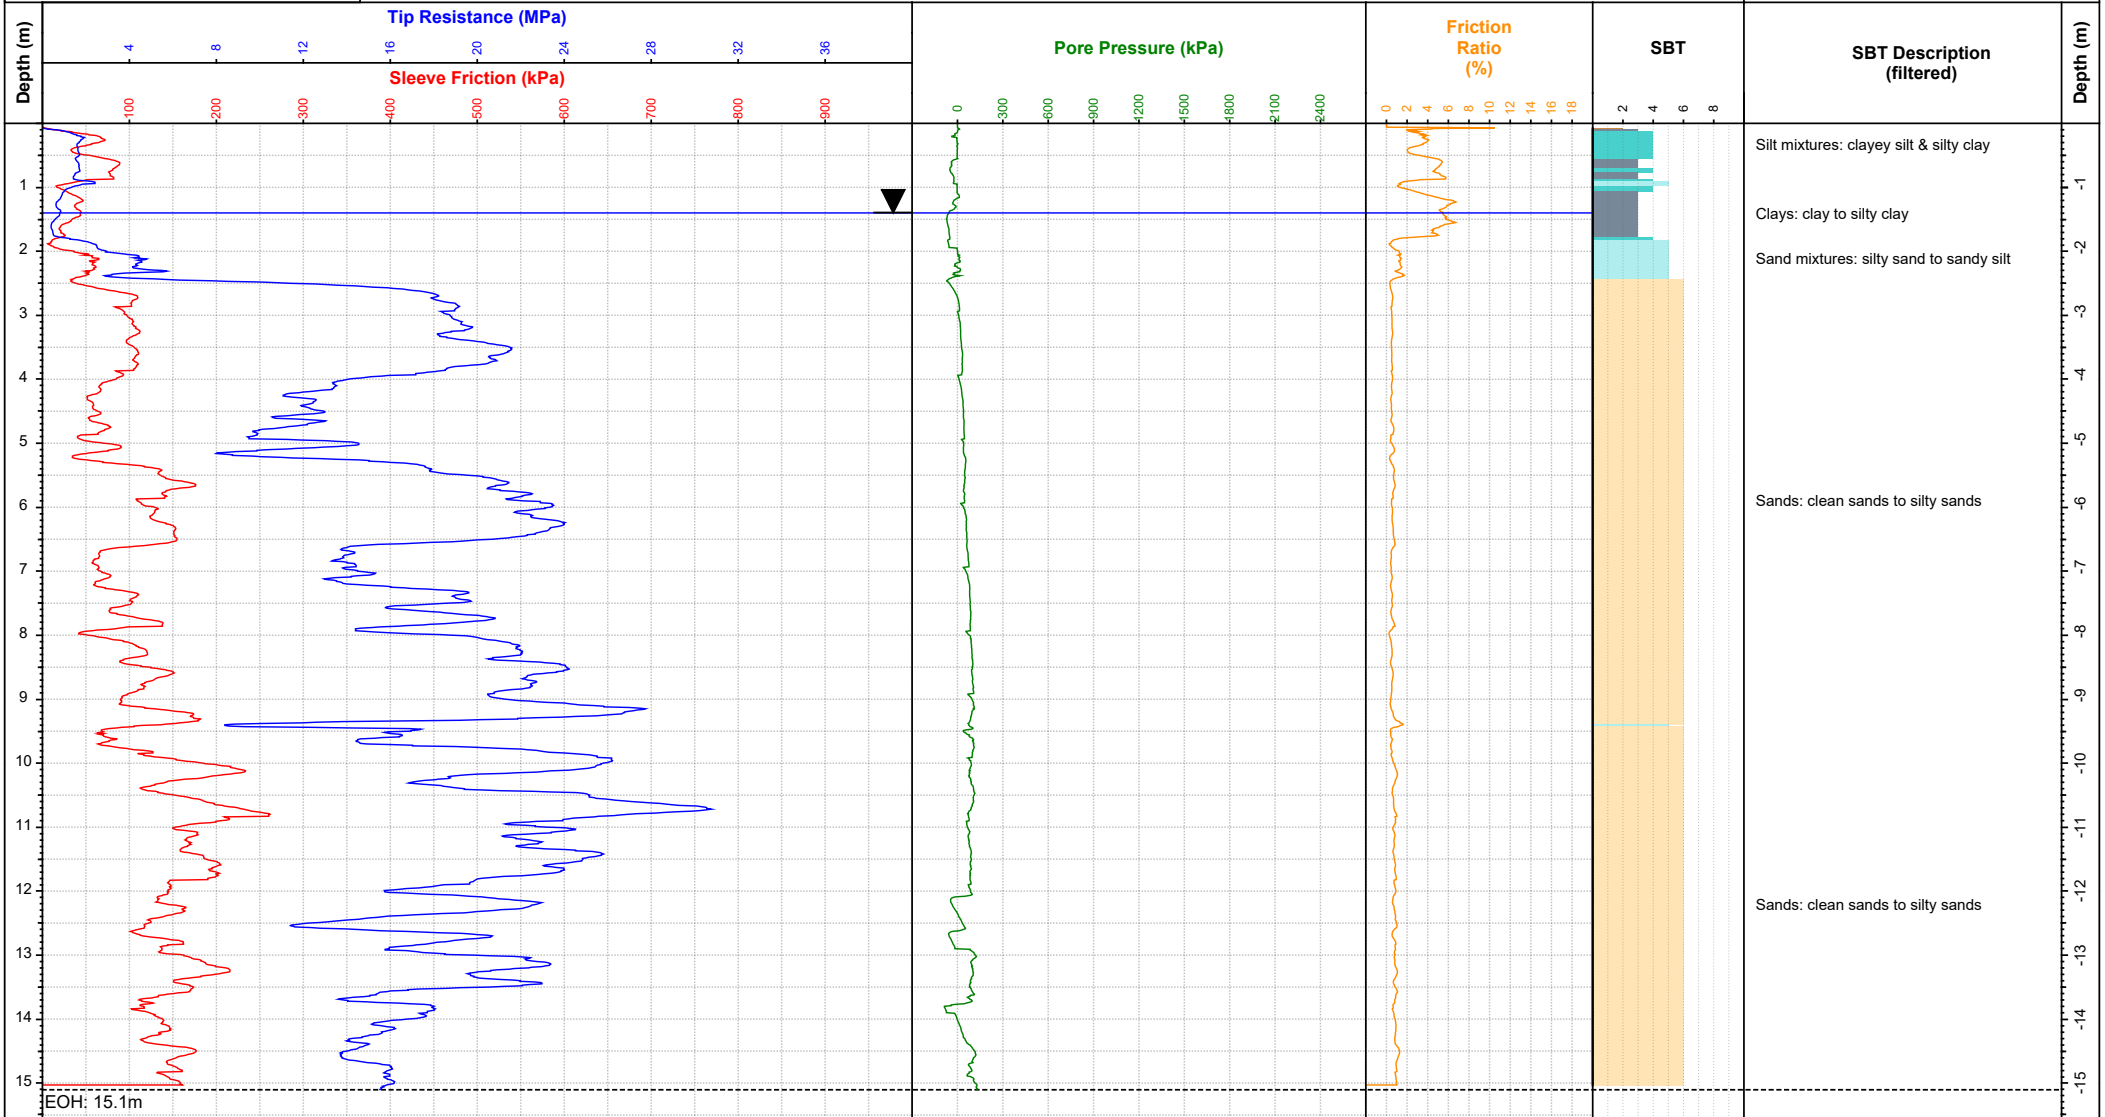 Depth (m)
Tip Resistance (MPa)
4 8 12 16 20 24 28 32 36
Sleeve Friction (kPa)
100 200 300 400 500 600 700 800 900
Pore Pressure (kPa)
0 300 600 900 1200 1500 1800 2100 2400
Friction
Ratio
(%)
0 2 4 6 8 10 12 14 16 18
SBT
2 4 6 8
SBT Description
(filtered)
Depth (m)
Silt mixtures: clayey silt & silty clay
1 -1
Clays: clay to silty clay
2 -2
Sand mixtures: silty sand to sandy silt
3 -3
4 -4
5 -5
Sands: clean sands to silty sands
6 -6
7 -7
8 -8
9 -9
10 -10
11 -11
12 -12
Sands: clean sands to silty sands
13 -13
14 -14
15 -15
EOH: 15.1m